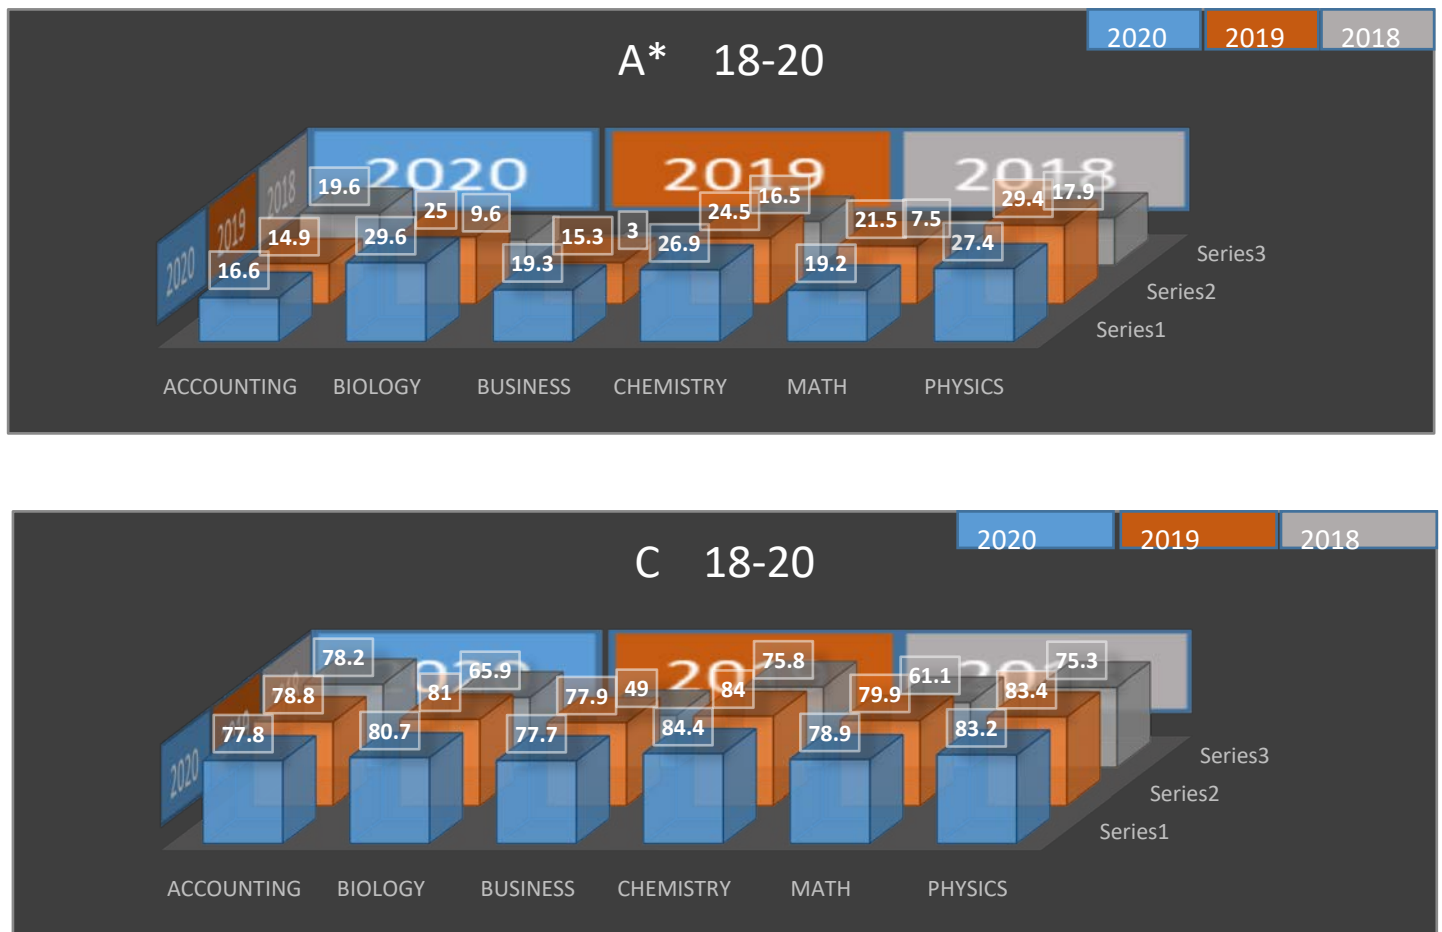 2020 2019 2018
A* 18-20
2020 2019 2018
2020 2019 2018
19.6 25 9.6 15.3 3 24.5 16.5 21.5 7.5 29.4 17.9
14.9
16.6 29.6 19.3 26.9 19.2 27.4
Series3
Series2
Series1
ACCOUNTING BIOLOGY BUSINESS CHEMISTRY MATH PHYSICS
2020 2019 2018
C 18-20
2020
78.2 65.9 49 75.8 61.1 75.3
78.8 81 77.9 84 79.9 83.4
77.8 80.7 77.7 84.4 78.9 83.2
Series3
Series2
Series1
ACCOUNTING BIOLOGY BUSINESS CHEMISTRY MATH PHYSICS